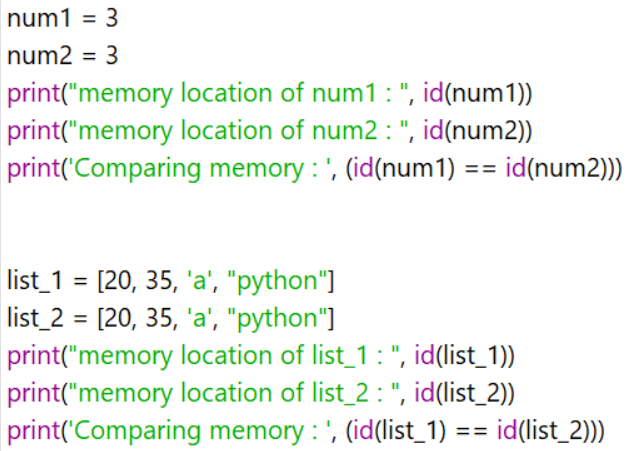 num1 = 3
num2 = 3
print("memory location of num1 : ", id(num1))
print("memory location of num2 : ", id(num2))
print('Comparing memory : ', (id(num1) == id(num2)))
list_1 = [20, 35, 'a', "python"]
list_2 = [20, 35, 'a', "python"]
print("memory location of list_1 : ", id(list_1))
print("memory location of list_2 : ", id(list_2))
print('Comparing memory : ', (id(list_1) == id(list_2)))